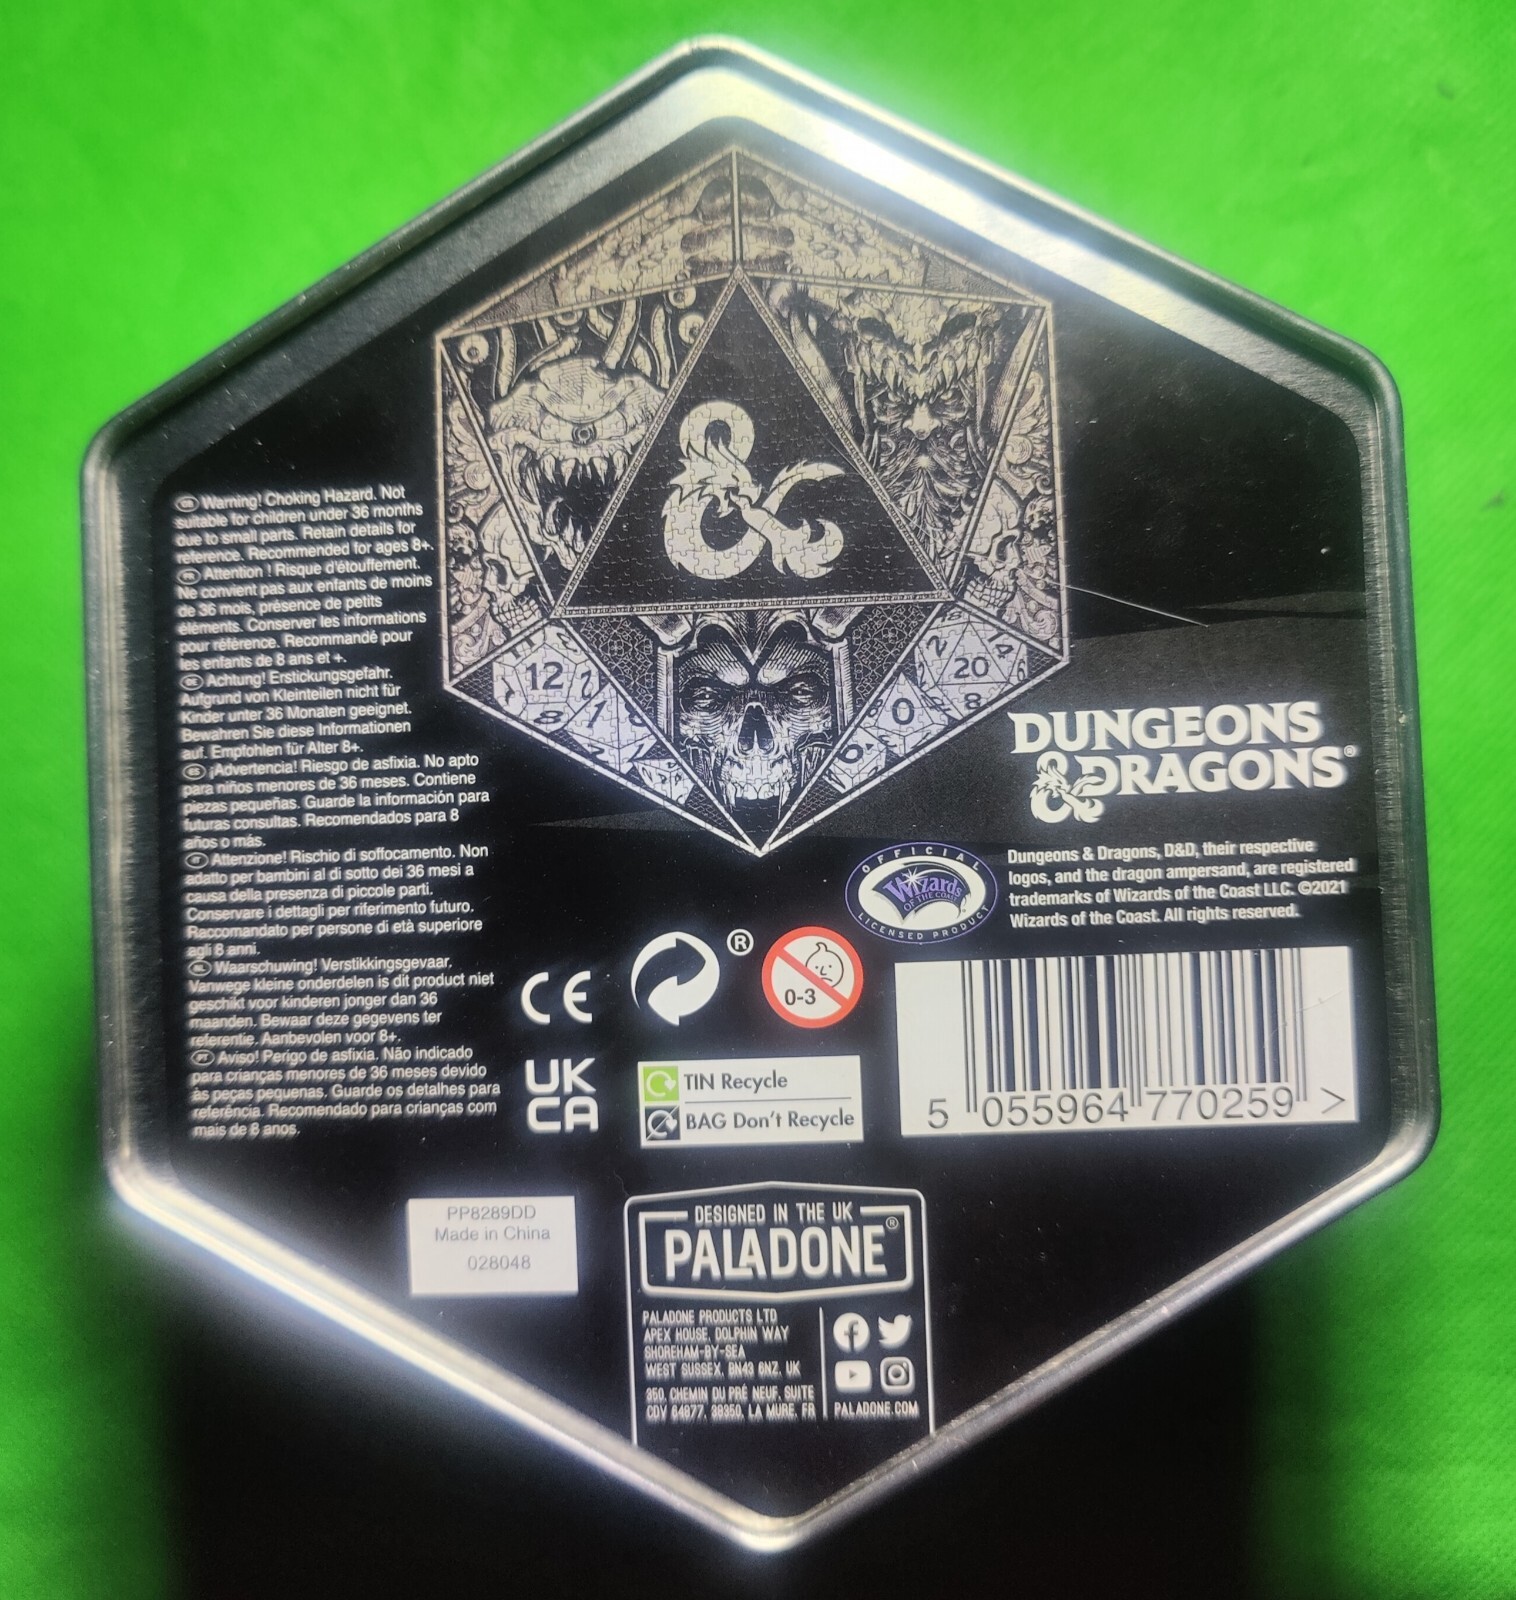 GB Warning! Choking Hazard. Not
suitable for children under 36 months
due to small parts. Retain details for
reference. Recommended for ages 8+.
FR Attention ! Risque d'étouffement.
Ne convient pas aux enfants de moins
de 36 mois, présence de petits
éléments. Conserver les informations
pour référence. Recommandé pour
les enfants de 8 ans et +.
DE Achtung! Erstickungsgefahr.
Aufgrund von Kleinteilen nicht für
Kinder unter 36 Monaten geeignet.
Bewahren Sie diese Informationen
auf. Empfohlen für Alter 8+.
ES ¡Advertencia! Riesgo de asfixia. No apto
para niños menores de 36 meses. Contiene
piezas pequeñas. Guarde la información para
futuras consultas. Recomendados para 8
años o más.
IT Attenzione! Rischio di soffocamento. Non
adatto per bambini al di sotto dei 36 mesi a
causa della presenza di piccole parti.
Conservare i dettagli per riferimento futuro.
Raccomandato per persone di età superiore
agli 8 anni.
NL Waarschuwing! Verstikkingsgevaar.
Vanwege kleine onderdelen is dit product niet
geschikt voor kinderen jonger dan 36
maanden. Bewaar deze gegevens ter
referentie. Aanbevolen voor 8+.
PT Aviso! Perigo de asfixia. Não indicado
para crianças menores de 36 meses devido
às peças pequenas. Guarde os detalhes para
referência. Recomendado para crianças com
mais de 8 anos.
12
8
20
8
0
DUNGEONS
& DRAGONS®
OFFICIAL
Wizards
OF THE COAST
LICENSED PRODUCT
Dungeons & Dragons, D&D, their respective
logos, and the dragon ampersand, are registered
trademarks of Wizards of the Coast LLC. ©2021
Wizards of the Coast. All rights reserved.
CE
®
0-3
UK
CA
TIN Recycle
BAG Don't Recycle
5 055964 770259 >
PP8289DD
Made in China
028048
DESIGNED IN THE UK
PALADONE®
PALADONE PRODUCTS LTD
APEX HOUSE, DOLPHIN WAY
SHOREHAM-BY-SEA
WEST SUSSEX, BN43 6NZ, UK
350, CHEMIN DU PRÉ NEUF, SUITE
CDV 64877, 38350, LA MURE, FR
PALADONE.COM